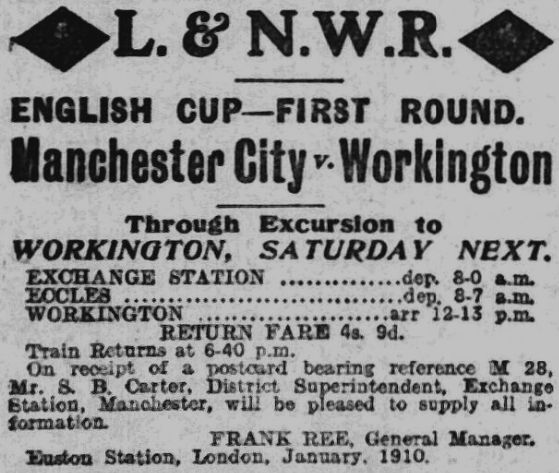 L. & N.W.R.
ENGLISH CUP—FIRST ROUND.
Manchester City v. Workington
Through Excursion to
WORKINGTON, SATURDAY NEXT.
EXCHANGE STATION ..............dep. 8-0 a.m.
ECCLES ................................dep. 8-7 a.m.
WORKINGTON ......................arr 12-13 p.m.
RETURN FARE 4s. 9d.
Train Returns at 6-40 p.m.
On receipt of a postcard bearing reference M 28,
Mr. S. B. Carter, District Superintendent, Exchange
Station, Manchester, will be pleased to supply all in-
formation.
FRANK REE, General Manager.
Euston Station, London, January, 1910.